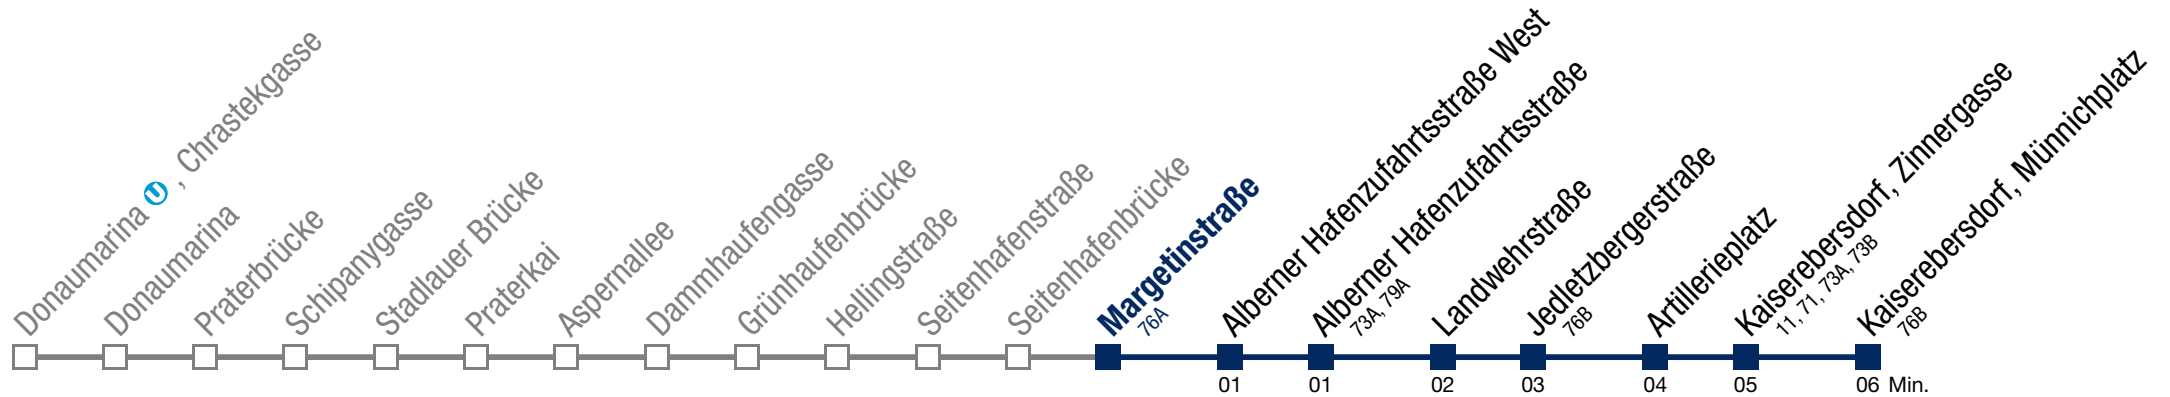 Donaumarina U, Chrastekgasse
Donaumarina
Praterbrücke
Schipanygasse
Stadlauer Brücke
Praterkai
Aspernallee
Dammhaufengasse
Grünhaufenbrücke
Hellingstraße
Seitenhafenstraße
Seitenhafenbrücke
Margetinstraße
76A
Alberner Hafenzufahrtsstraße West
Alberner Hafenzufahrtsstraße
73A, 79A
Landwehrstraße
Jedletzbergerstraße
76B
Artillerieplatz
Kaiserebersdorf, Zinnergasse
11, 71, 73A, 73B
Kaiserebersdorf, Münnichplatz
76B
01 01 02 03 04 05 06 Min.